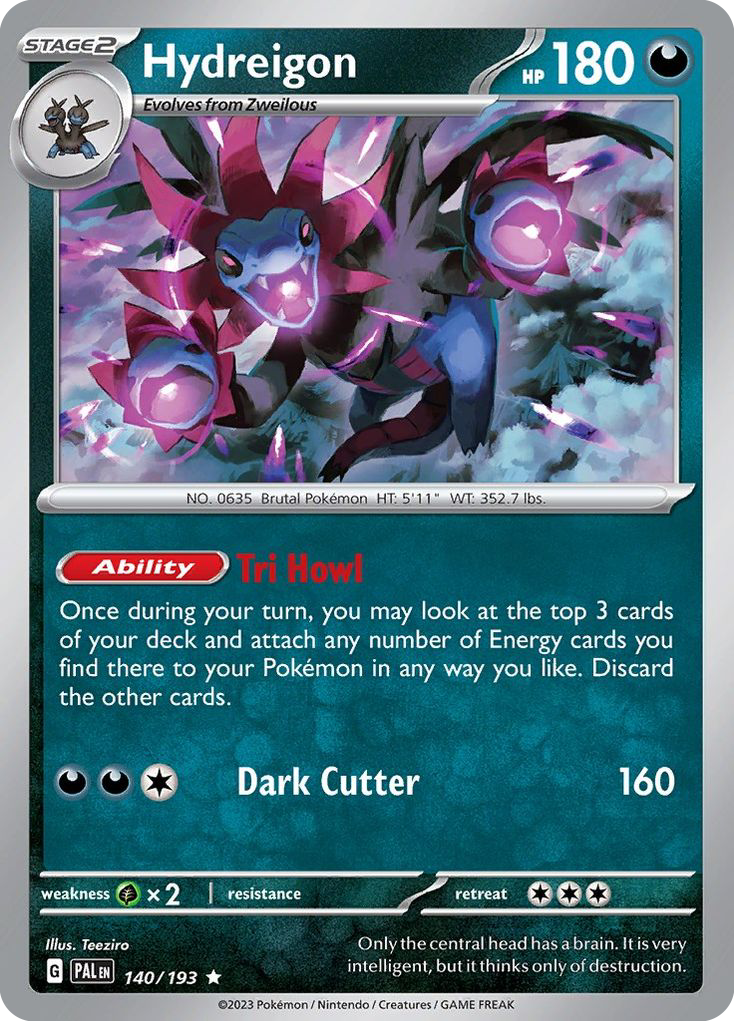 STAGE2
Hydreigon
HP 180
Evolves from Zweilous
NO. 0635 Brutal Pokémon HT: 5'11" WT: 352.7 lbs.
Ability Tri Howl
Once during your turn, you may look at the top 3 cards
of your deck and attach any number of Energy cards you
find there to your Pokémon in any way you like. Discard
the other cards.
Dark Cutter 160
weakness ×2 | resistance retreat
Illus. Teeziro
Only the central head has a brain. It is very
intelligent, but it thinks only of destruction.
G PAL EN 140/193 ★
©2023 Pokémon / Nintendo / Creatures / GAME FREAK